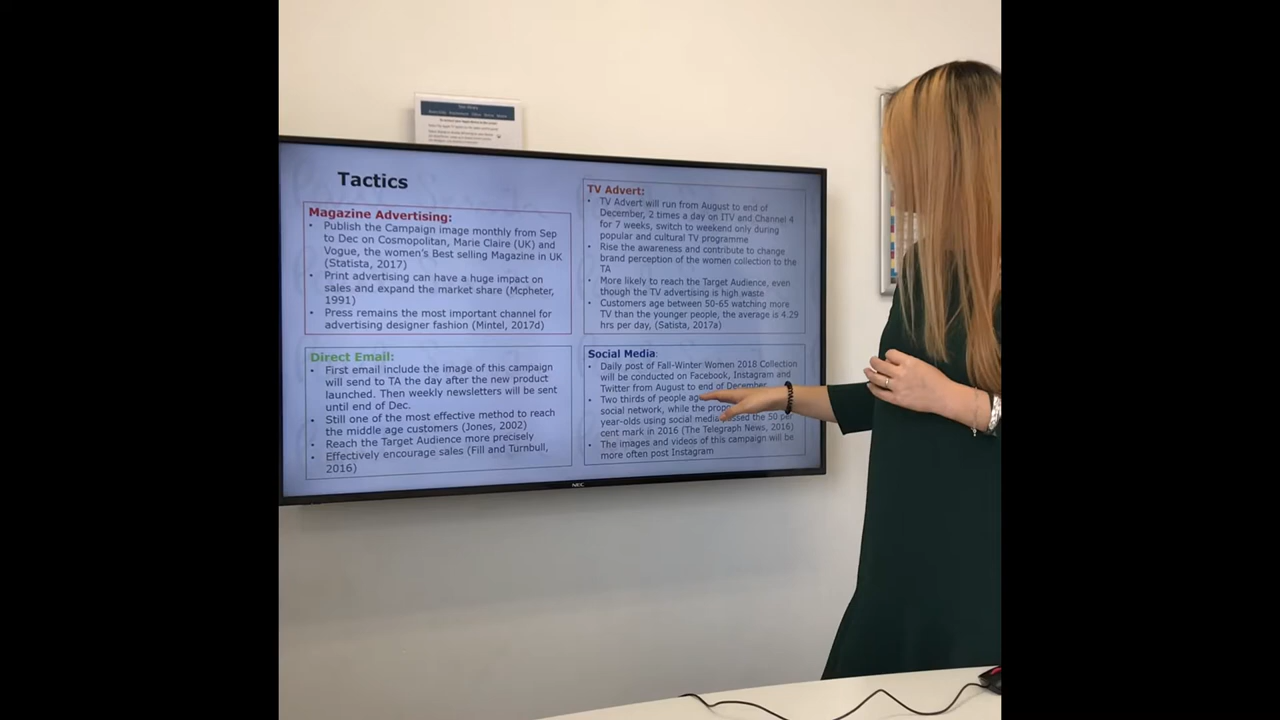 Tactics
Magazine Advertising:
• Publish the Campaign image monthly from Sep
to Dec on Cosmopolitan, Marie Claire (UK) and
Vogue, the women's Best selling Magazine in UK
(Statista, 2017)
• Print advertising can have a huge impact on
sales and expand the market share (Mcpheter,
1991)
• Press remains the most important channel for
advertising designer fashion (Mintel, 2017d)
TV Advert:
• TV Advert will run from August to end of
December, 2 times a day on ITV end Channel 4
for 7 weeks, switch to weekend only during
popular and cultural TV programme
• Rise the awareness and contribute to change
brand perception of the women collection to the
TA
• More likely to reach the Target Audience, even
though the TV advertising is high waste
• Customers age between 50-65 watching more
TV than the younger people, the average is 4.29
hrs per day, (Satista, 2017a)
Direct Email:
• First email include the image of this campaign
will send to TA the day after the new product
launched. Then weekly newsletters will be sent
until end of Dec.
• Still one of the most effective method to reach
the middle age customers (Jones, 2002)
• Reach the Target Audience more precisely
• Effectively encourage sales (Fill and Turnbull,
2016)
Social Media:
• Daily post of Fall-Winter Women 2018 Collection
will be conducted on Facebook, Instagram and
Twitter from August to end of December
• Two thirds of people
social network, while the
year-olds using social media the 50 per
cent mark in 2016 (The Telegraph News, 2016)
• The images and videos of this campaign will be
more often post Instagram
NEC